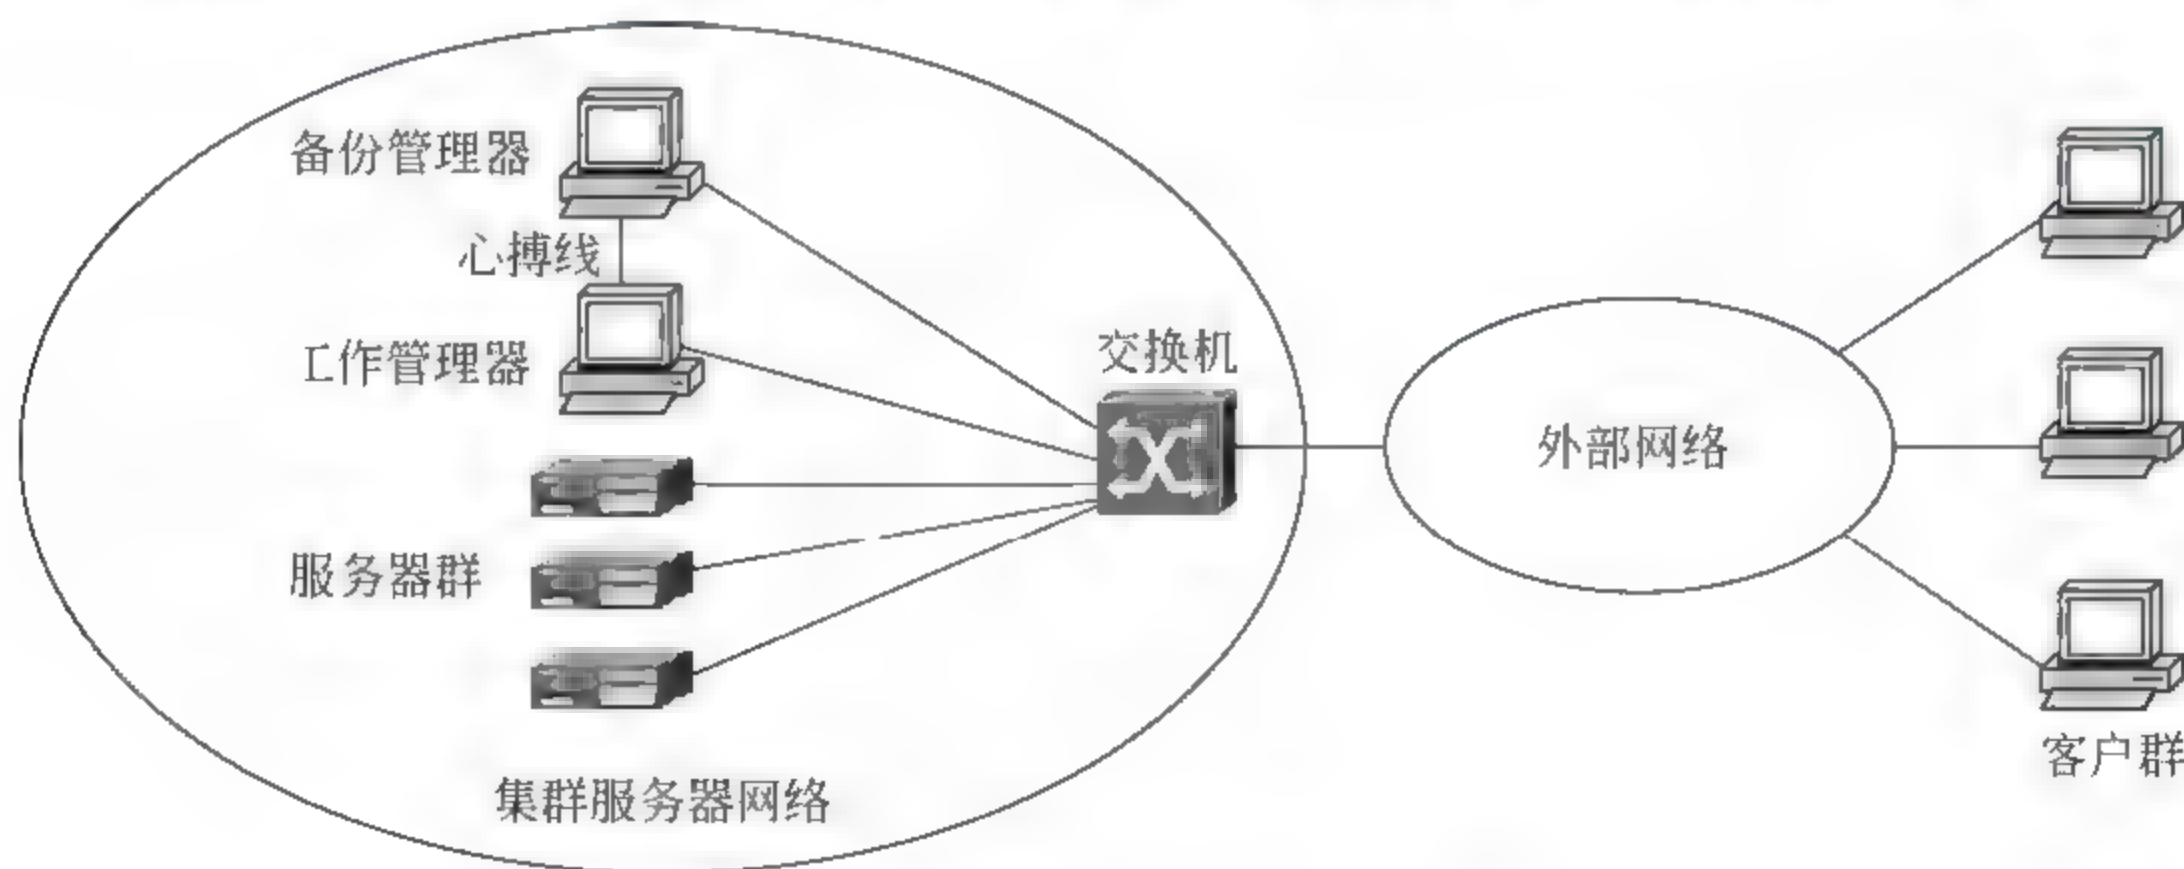 备份管理器
心搏线
工作管理器
交换机
外部网络
服务器群
客户群
集群服务器网络